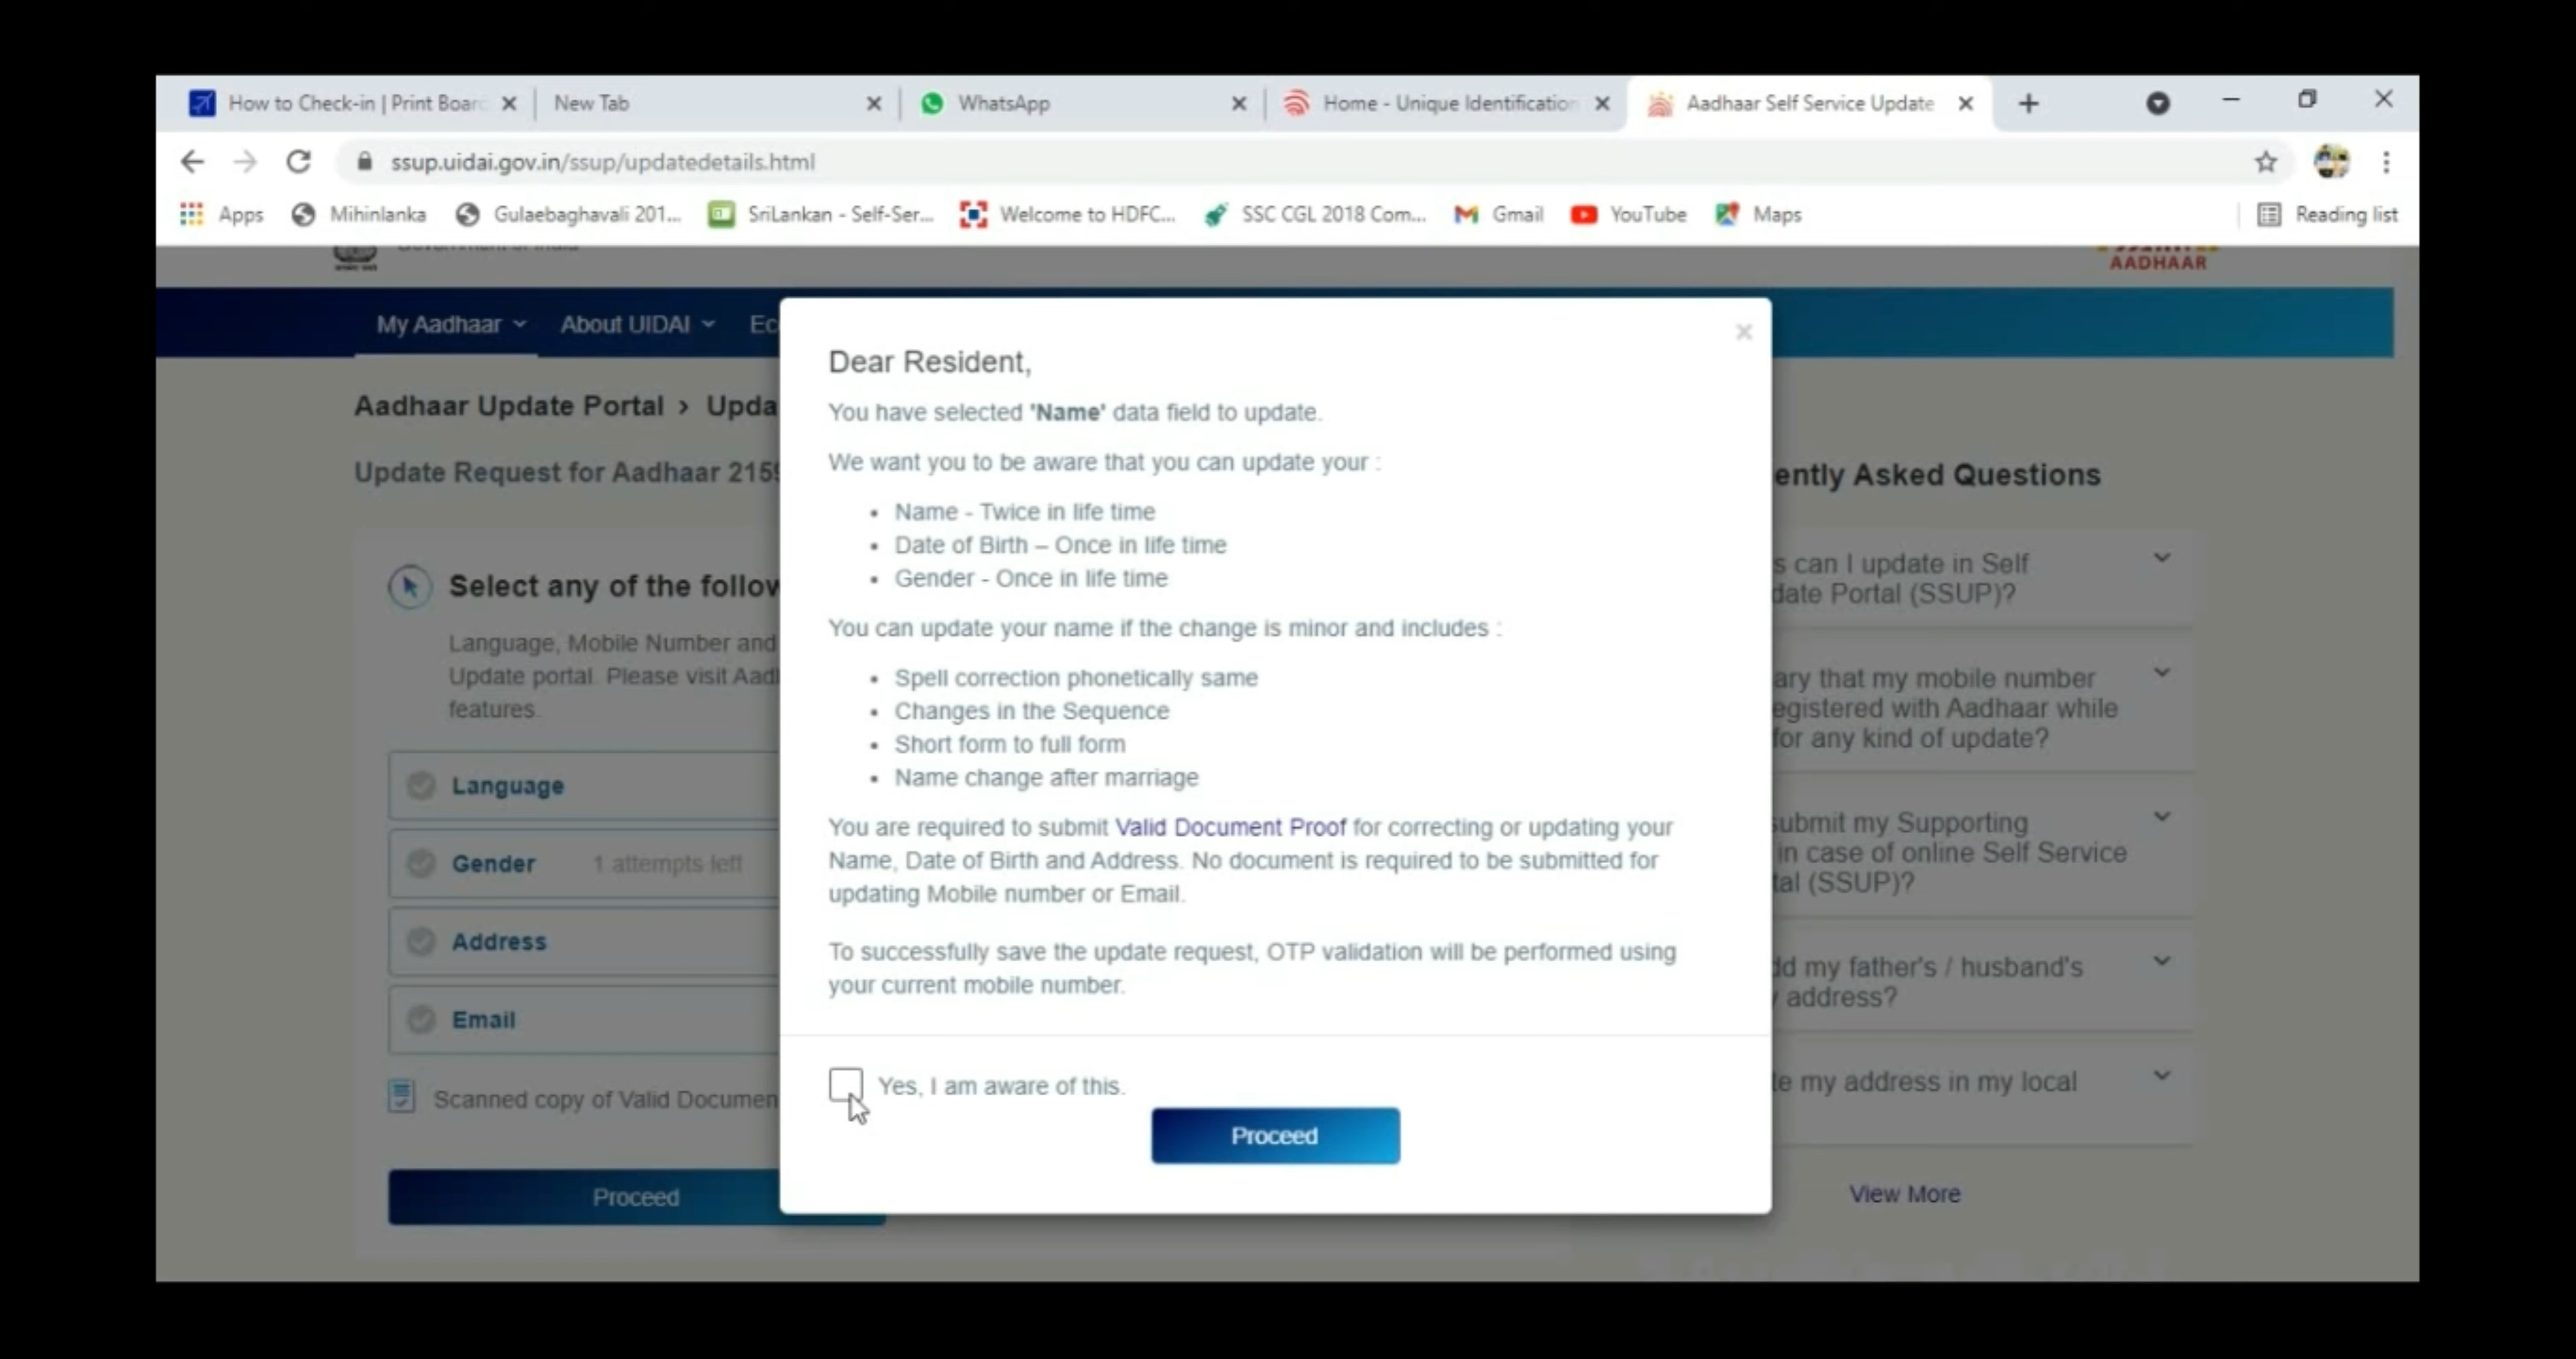 How to Check-in | Print Board
New Tab
WhatsApp
Home - Unique Identification
Aadhaar Self Service Update
ssup.uidai.gov.in/ssup/updatedetails.html
Apps
Mihinlanka
Gulaebaghavali 201...
SriLankan - Self-Ser...
Welcome to HDFC...
SSC CGL 2018 Com...
Gmail
YouTube
Maps
Reading list
Government of India
AADHAAR
My Aadhaar
About UIDAI
Ec
Aadhaar Update Portal > Upda
Update Request for Aadhaar 2159
Select any of the follow
Language, Mobile Number and
Update portal. Please visit Aad
features.
Language
Gender 1 attempts left
Address
Email
Scanned copy of Valid Documen
Proceed
Dear Resident,
You have selected 'Name' data field to update.
We want you to be aware that you can update your :
• Name - Twice in life time
• Date of Birth – Once in life time
• Gender - Once in life time
You can update your name if the change is minor and includes :
• Spell correction phonetically same
• Changes in the Sequence
• Short form to full form
• Name change after marriage
You are required to submit Valid Document Proof for correcting or updating your
Name, Date of Birth and Address. No document is required to be submitted for
updating Mobile number or Email.
To successfully save the update request, OTP validation will be performed using
your current mobile number.
Yes, I am aware of this.
Proceed
ently Asked Questions
s can I update in Self
date Portal (SSUP)?
ary that my mobile number
egistered with Aadhaar while
for any kind of update?
submit my Supporting
in case of online Self Service
tal (SSUP)?
dd my father's / husband's
address?
te my address in my local
View More